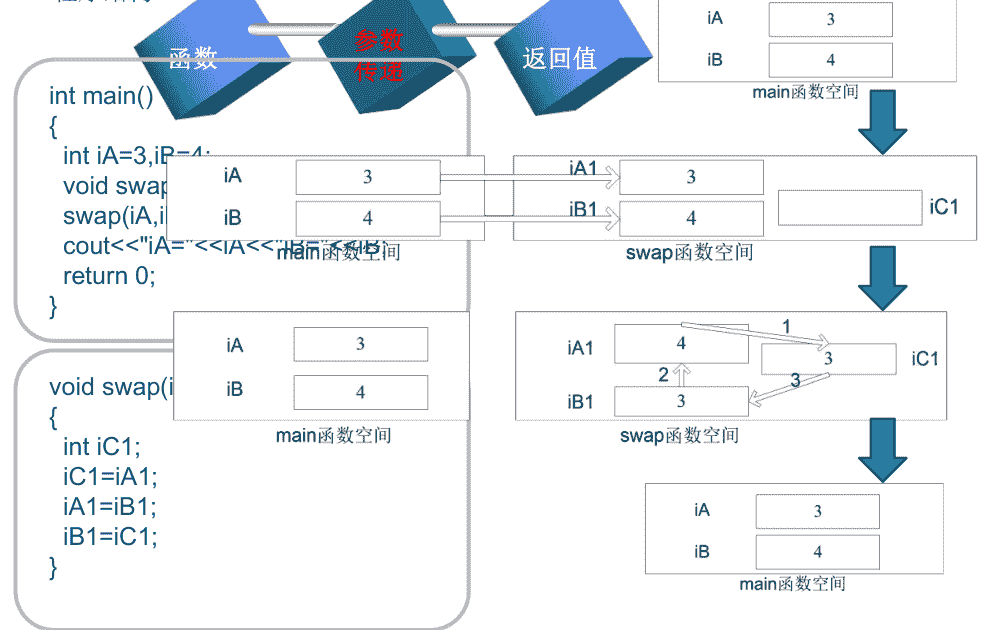 函数
参数
传递
返回值
iA
3
iB
4
main函数空间
int main()
{
int iA=3,iB=4;
void swap
swap(iA,i
cout<<"iA="<<iA<<"iB="<<iB;
return 0;
}
iA
3
iB
4
main函数空间
iA1
3
iB1
4
iC1
swap函数空间
iA
3
iB
4
main函数空间
iA1
4
1
3
iC1
2
3
iB1
3
swap函数空间
void swap(i
{
int iC1;
iC1=iA1;
iA1=iB1;
iB1=iC1;
}
iA
3
iB
4
main函数空间